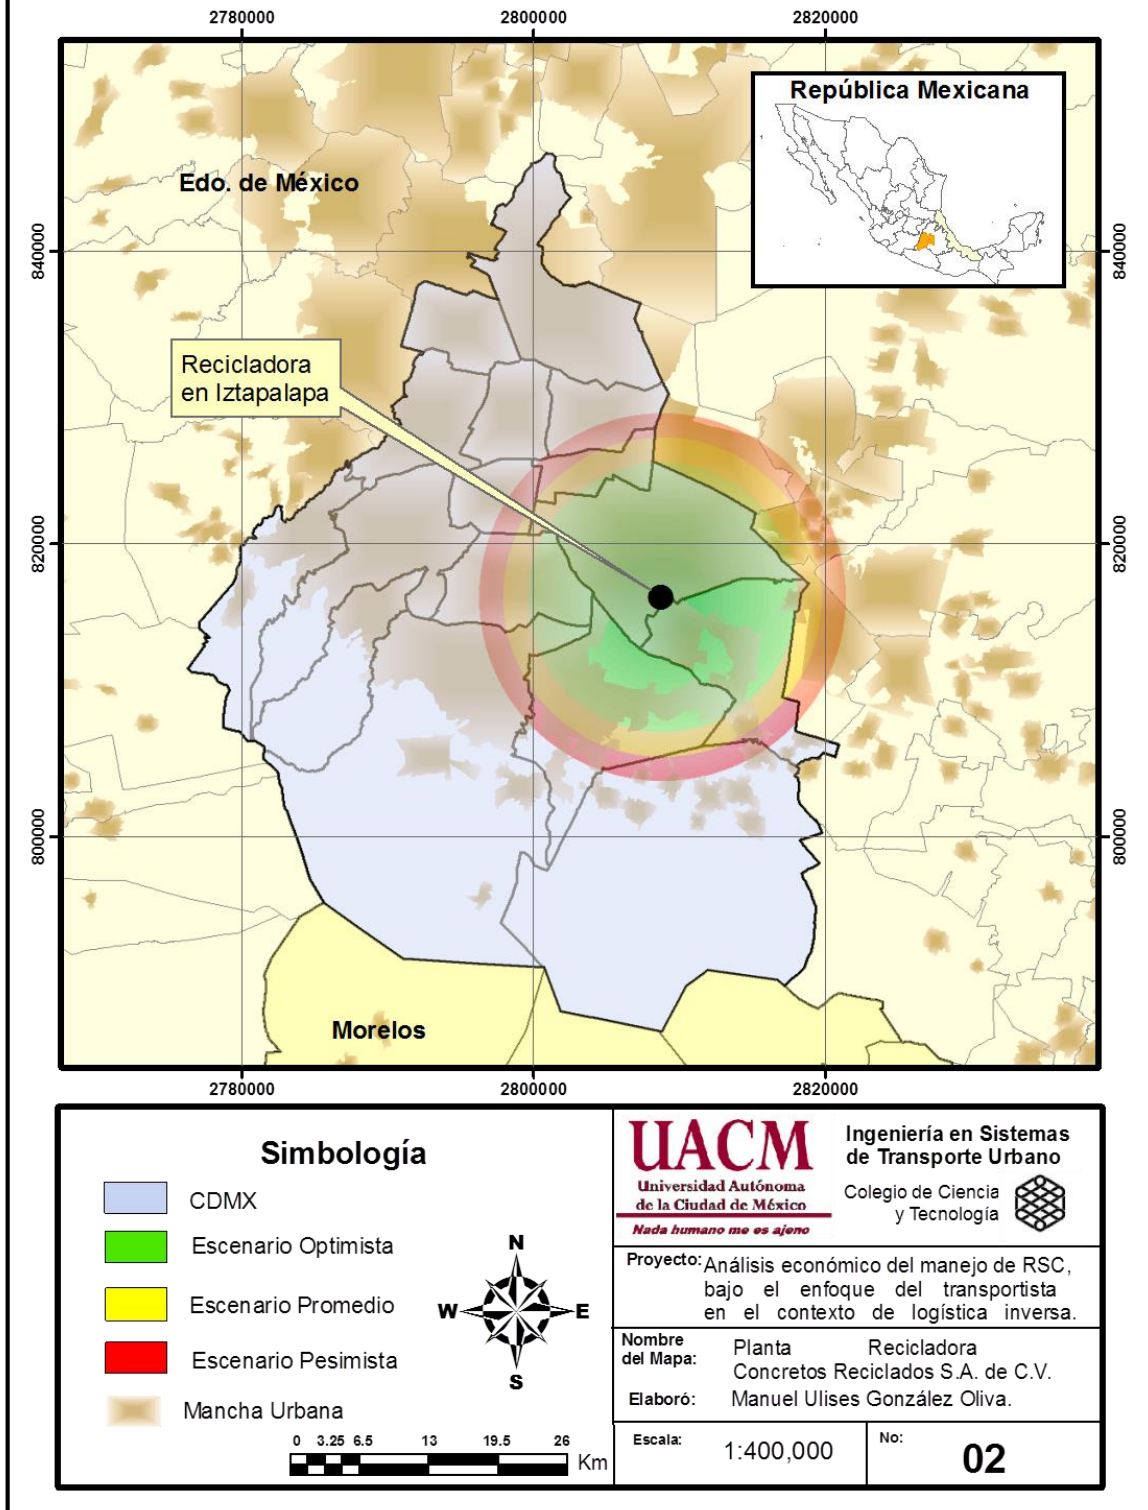 2780000
2800000
2820000
República Mexicana
Edo. de México
840000
840000
Recicladora
en Iztapalapa
820000
820000
800000
800000
Morelos
2780000
2800000
2820000
Simbología
CDMX
Escenario Optimista
Escenario Promedio
Escenario Pesimista
Mancha Urbana
N
W
E
S
0 3.25 6.5 13 19.5 26
Km
UACM
Universidad Autónoma
de la Ciudad de México
Nada humano me es ajeno
Ingeniería en Sistemas
de Transporte Urbano
Colegio de Ciencia
y Tecnología
Proyecto: Análisis económico del manejo de RSC,
bajo el enfoque del transportista
en el contexto de logística inversa.
Nombre
del Mapa:
Planta Recicladora
Concretos Reciclados S.A. de C.V.
Elaboró: Manuel Ulises González Oliva.
Escala: 1:400,000
No: 02